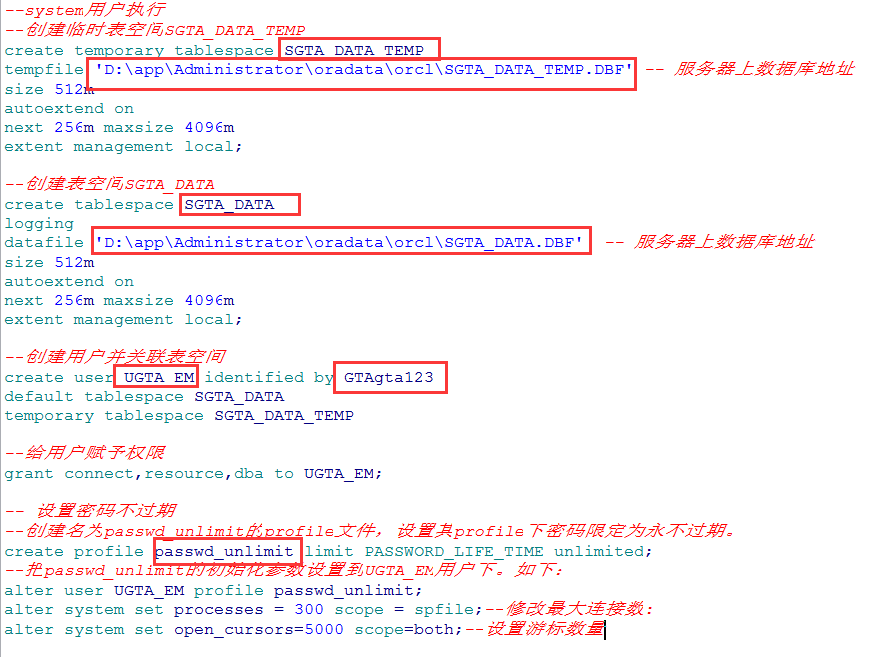 --system用户执行
--创建临时表空间SGTA_DATA_TEMP
create temporary tablespace SGTA_DATA_TEMP
tempfile 'D:\app\Administrator\oradata\orcl\SGTA_DATA_TEMP.DBF' -- 服务器上数据库地址
size 512m
autoextend on
next 256m maxsize 4096m
extent management local;
--创建表空间SGTA_DATA
create tablespace SGTA_DATA
logging
datafile 'D:\app\Administrator\oradata\orcl\SGTA_DATA.DBF' -- 服务器上数据库地址
size 512m
autoextend on
next 256m maxsize 4096m
extent management local;
--创建用户并关联表空间
create user UGTA_EM identified by GTAgta123
default tablespace SGTA_DATA
temporary tablespace SGTA_DATA_TEMP
--给用户赋予权限
grant connect,resource,dba to UGTA_EM;
-- 设置密码不过期
--创建名为passwd_unlimit的profile文件，设置其profile下密码限定为永不过期。
create profile passwd_unlimit limit PASSWORD_LIFE_TIME unlimited;
--把passwd_unlimit的初始化参数设置到UGTA_EM用户下。如下：
alter user UGTA_EM profile passwd_unlimit;
alter system set processes = 300 scope = spfile;--修改最大连接数：
alter system set open_cursors=5000 scope=both;--设置游标数量